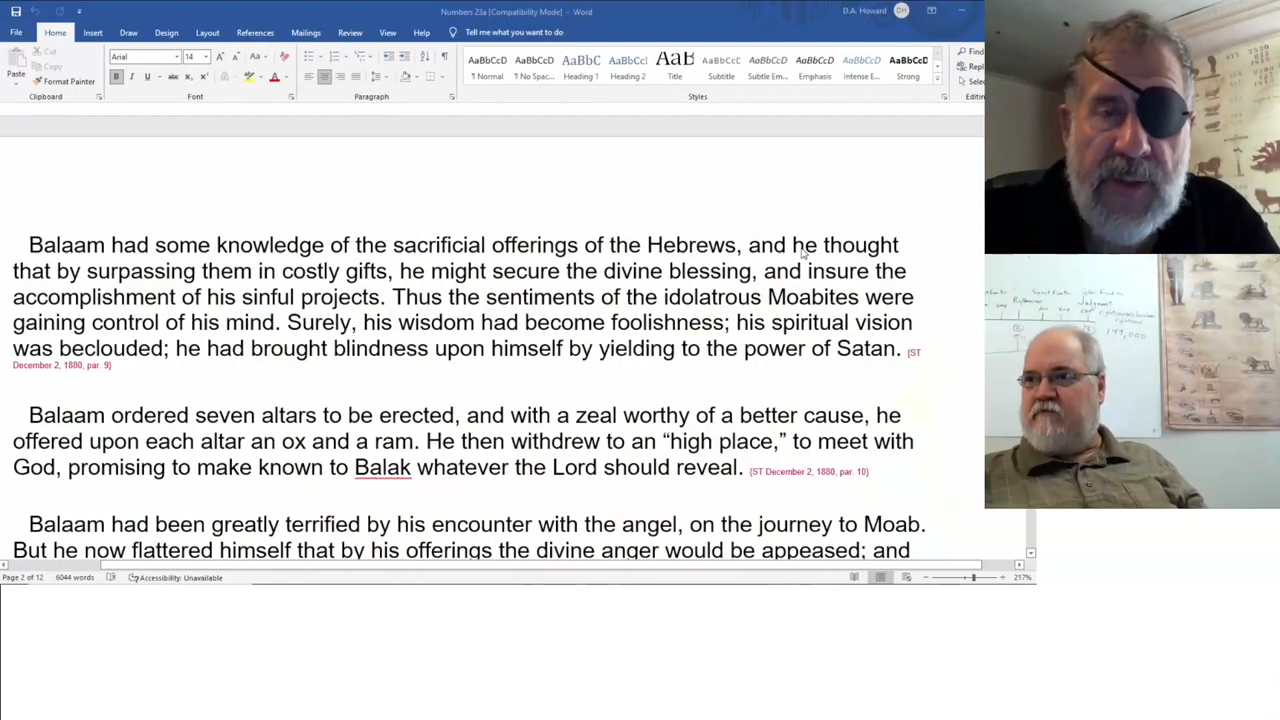 Numbers 23a [Compatibility Mode] - Word
D.A. Howard DH
File Home Insert Draw Design Layout References Mailings Review View Help Tell me what you want to do
Cut
Copy
Paste
Format Painter
Clipboard
Arial 14
Font
Paragraph
AaBbCcD AaBbCcD AaBbC AaBbCcl AaB AaBbCcD AaBbCcD AaBbCcD AaBbCcD AaBbCcD
¶ Normal ¶ No Spac... Heading 1 Heading 2 Title Subtitle Subtle Em... Emphasis Intense E... Strong
Styles
Find
Repl
Selec
Editin
Balaam had some knowledge of the sacrificial offerings of the Hebrews, and he thought
that by surpassing them in costly gifts, he might secure the divine blessing, and insure the
accomplishment of his sinful projects. Thus the sentiments of the idolatrous Moabites were
gaining control of his mind. Surely, his wisdom had become foolishness; his spiritual vision
was beclouded; he had brought blindness upon himself by yielding to the power of Satan. {ST
December 2, 1880, par. 9}
Balaam ordered seven altars to be erected, and with a zeal worthy of a better cause, he
offered upon each altar an ox and a ram. He then withdrew to an “high place,” to meet with
God, promising to make known to Balak whatever the Lord should reveal. {ST December 2, 1880, par. 10}
Balaam had been greatly terrified by his encounter with the angel, on the journey to Moab.
But he now flattered himself that by his offerings the divine anger would be appeased; and
Page 2 of 12 6044 words Accessibility: Unavailable 217%
Judgment
144,000